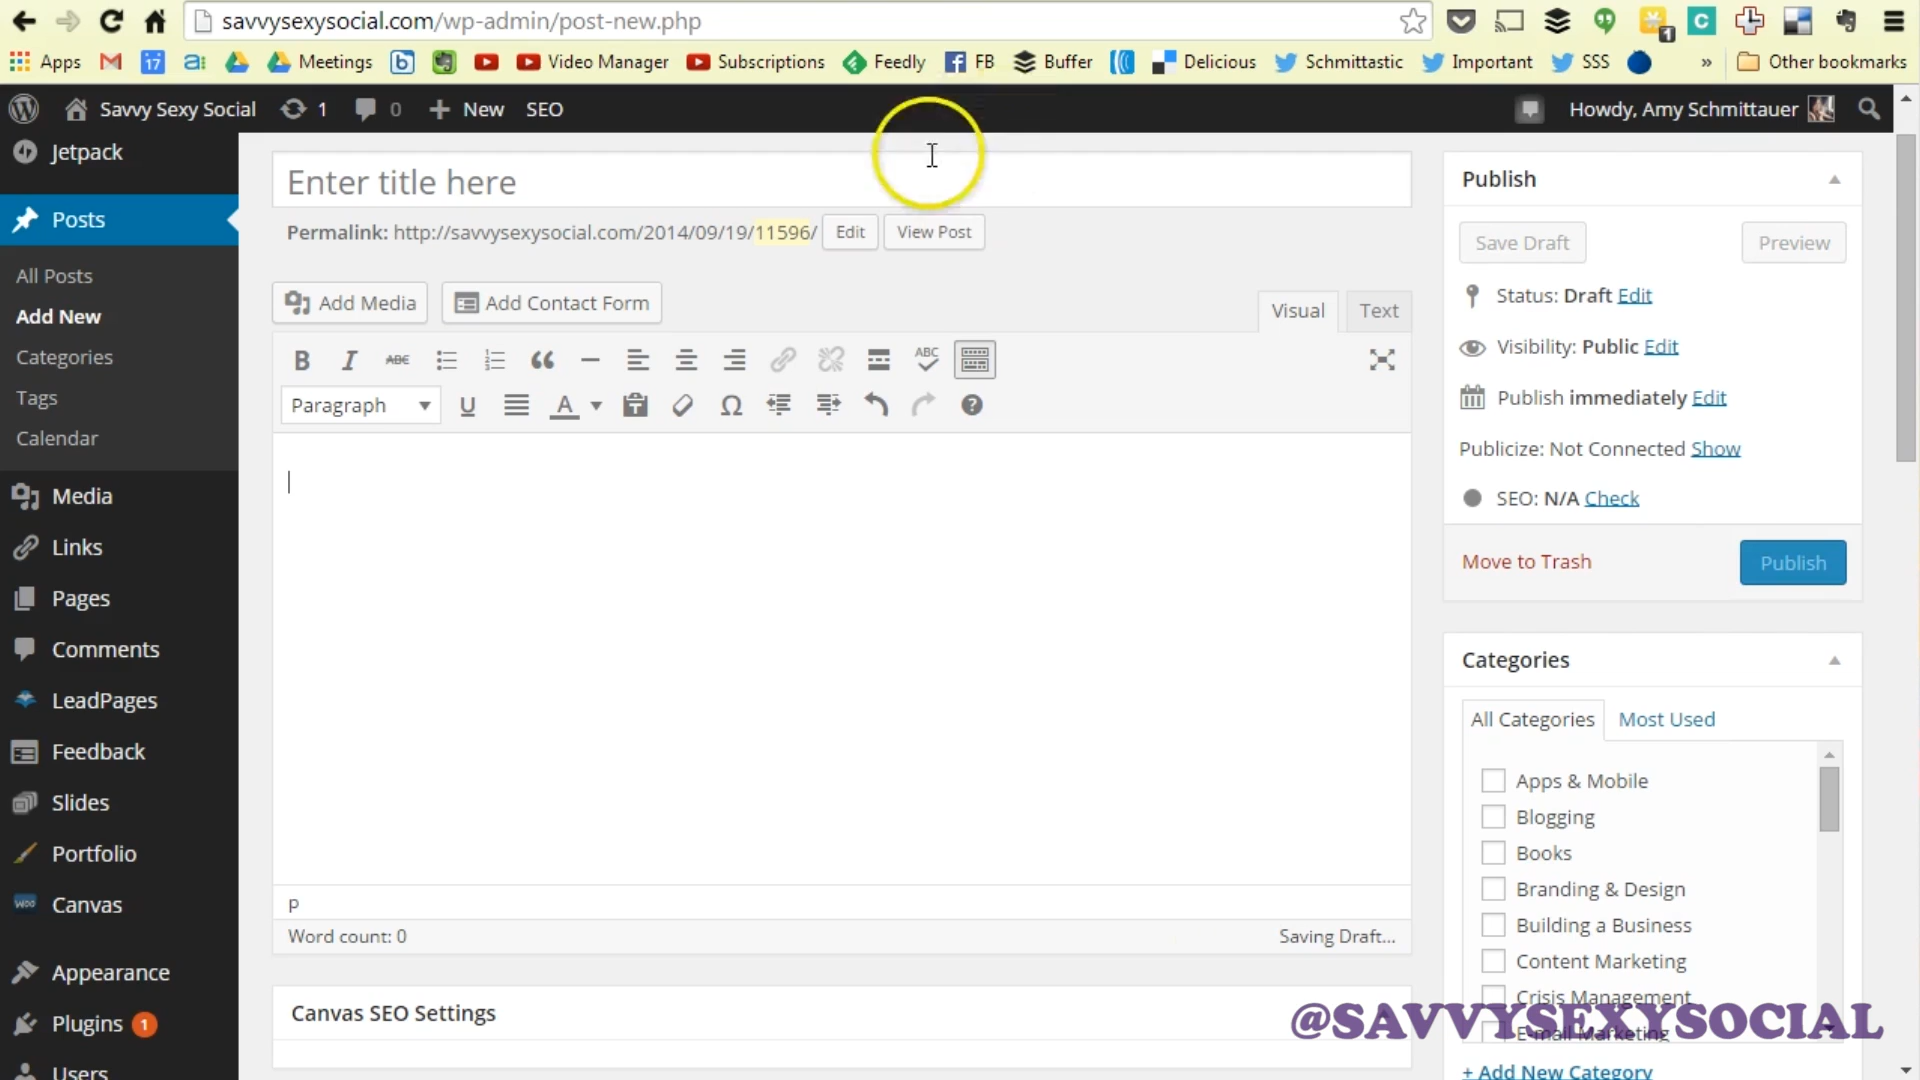 savvysexysocial.com/wp-admin/post-new.php
1
Apps
17
a:
Meetings
b
Video Manager
Subscriptions
Feedly
FB
Buffer
Delicious
Schmittastic
Important
SSS
»
Other bookmarks
Savvy Sexy Social
1
0
New
SEO
Howdy, Amy Schmittauer
Jetpack
Posts
All Posts
Add New
Categories
Tags
Calendar
Media
Links
Pages
Comments
LeadPages
Feedback
Slides
Portfolio
WOO
Canvas
Appearance
Plugins 1
Users
Enter title here
Permalink: http://savvysexysocial.com/2014/09/19/11596/
Edit
View Post
Add Media
Add Contact Form
Visual
Text
B I ABC
ABC
Paragraph
U
A
Ω
p
Word count: 0
Saving Draft...
Canvas SEO Settings
Publish
Save Draft
Preview
Status: Draft Edit
Visibility: Public Edit
Publish immediately Edit
Publicize: Not Connected Show
SEO: N/A Check
Move to Trash
Publish
Categories
All Categories
Most Used
Apps & Mobile
Blogging
Books
Branding & Design
Building a Business
Content Marketing
Crisis Management
E-mail Marketing
+ Add New Category
@SAVVYSEXYSOCIAL